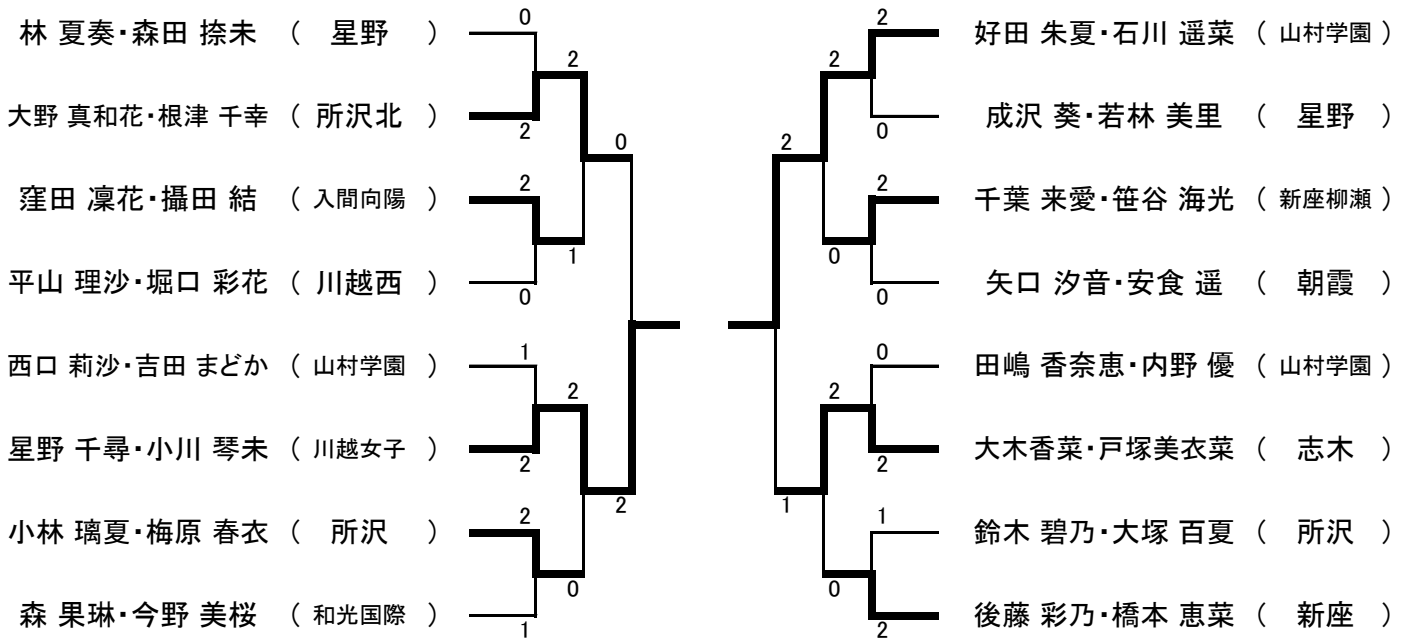 0
2
林 夏奏・森田 捺未 ( 星野 )
好田 朱夏・石川 遥菜 ( 山村学園 )
2
2
大野 真和花・根津 千幸 ( 所沢北 )
成沢 葵・若林 美里 ( 星野 )
2
0
0
2
2
2
窪田 凜花・攝田 結 ( 入間向陽 )
千葉 来愛・笹谷 海光 ( 新座柳瀬 )
1
0
平山 理沙・堀口 彩花 ( 川越西 )
矢口 汐音・安食 遥 ( 朝霞 )
0
0
1
0
西口 莉沙・吉田 まどか ( 山村学園 )
田嶋 香奈恵・内野 優 ( 山村学園 )
2
2
星野 千尋・小川 琴未 ( 川越女子 )
大木香菜・戸塚美衣菜 ( 志木 )
2
2
2
1
2
1
小林 璃夏・梅原 春衣 ( 所沢 )
鈴木 碧乃・大塚 百夏 ( 所沢 )
0
0
森 果琳・今野 美桜 ( 和光国際 )
後藤 彩乃・橋本 恵菜 ( 新座 )
1
2